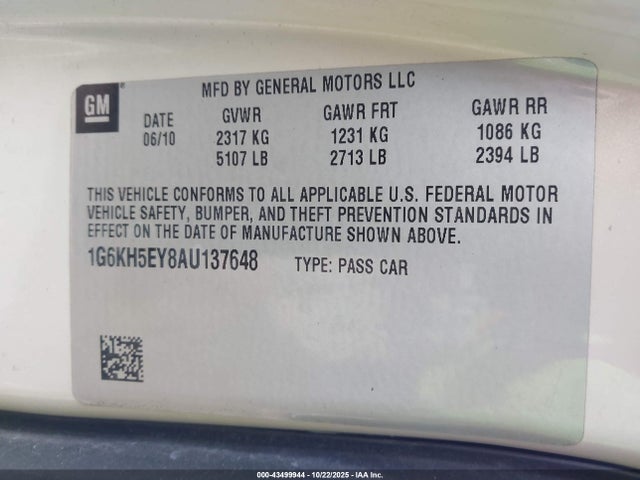 GM
MFD BY GENERAL MOTORS LLC
DATE GVWR GAWR FRT GAWR RR
06/10 2317 KG 1231 KG 1086 KG
5107 LB 2713 LB 2394 LB
THIS VEHICLE CONFORMS TO ALL APPLICABLE U.S. FEDERAL MOTOR
VEHICLE SAFETY, BUMPER, AND THEFT PREVENTION STANDARDS IN
EFFECT ON THE DATE OF MANUFACTURE SHOWN ABOVE.
1G6KH5EY8AU137648 TYPE: PASS CAR
000-43499944 - 10/22/2025 - IAA Inc.